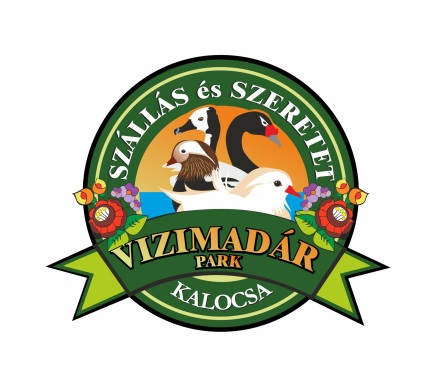 SZÁLLÁS és SZERETET
VIZIMADÁR
PARK
KALOCSA